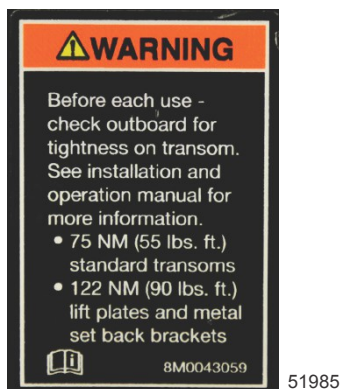 WARNING
Before each use -
check outboard for
tightness on transom.
See installation and
operation manual for
more information.
• 75 NM (55 lbs. ft.)
standard transoms
• 122 NM (90 lbs. ft.)
lift plates and metal
set back brackets
8M0043059
51985